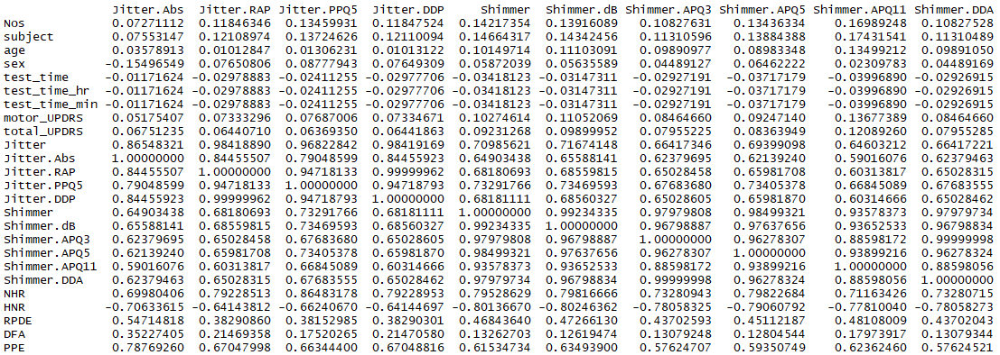 Jitter.Abs Jitter.RAP Jitter.PPQ5 Jitter.DDP Shimmer Shimmer.dB Shimmer.APQ3 Shimmer.APQ5 Shimmer.APQ11 Shimmer.DDA
Nos 0.07271112 0.11846346 0.13459931 0.11847524 0.14217354 0.13916089 0.10827631 0.13436334 0.16989248 0.10827528
subject 0.07553147 0.12108974 0.13724626 0.12110094 0.14664317 0.14342456 0.11310596 0.13884388 0.17431541 0.11310489
age 0.03578913 0.01012847 0.01306231 0.01013122 0.10149714 0.11103091 0.09890977 0.08983348 0.13499212 0.09891050
sex -0.15496549 0.07650806 0.08777943 0.07649309 0.05872039 0.05635589 0.04489127 0.06462222 0.02309783 0.04489169
test_time -0.01171624 -0.02978883 -0.02411255 -0.02977706 -0.03418123 -0.03147311 -0.02927191 -0.03717179 -0.03996890 -0.02926915
test_time_hr -0.01171624 -0.02978883 -0.02411255 -0.02977706 -0.03418123 -0.03147311 -0.02927191 -0.03717179 -0.03996890 -0.02926915
test_time_min -0.01171624 -0.02978883 -0.02411255 -0.02977706 -0.03418123 -0.03147311 -0.02927191 -0.03717179 -0.03996890 -0.02926915
motor_UPDRS 0.05175407 0.07333296 0.07687006 0.07334671 0.10274614 0.11052069 0.08464660 0.09247140 0.13677389 0.08464660
total_UPDRS 0.06751235 0.06440710 0.06369350 0.06441863 0.09231268 0.09899952 0.07955225 0.08363949 0.12089260 0.07955285
Jitter 0.86548321 0.98418890 0.96822842 0.98419169 0.70985621 0.71674148 0.66417346 0.69399098 0.64603212 0.66417221
Jitter.Abs 1.00000000 0.84455507 0.79048599 0.84455923 0.64903438 0.65588141 0.62379695 0.62139240 0.59016076 0.62379463
Jitter.RAP 0.84455507 1.00000000 0.94718133 0.99999962 0.68180693 0.68559815 0.65028458 0.65981708 0.60313817 0.65028315
Jitter.PPQ5 0.79048599 0.94718133 1.00000000 0.94718793 0.73291766 0.73469593 0.67683680 0.73405378 0.66845089 0.67683555
Jitter.DDP 0.84455923 0.99999962 0.94718793 1.00000000 0.68181111 0.68560327 0.65028605 0.65981870 0.60314666 0.65028462
Shimmer 0.64903438 0.68180693 0.73291766 0.68181111 1.00000000 0.99234335 0.97979808 0.98499321 0.93578373 0.97979734
Shimmer.dB 0.65588141 0.68559815 0.73469593 0.68560327 0.99234335 1.00000000 0.96798887 0.97637656 0.93652533 0.96798834
Shimmer.APQ3 0.62379695 0.65028458 0.67683680 0.65028605 0.97979808 0.96798887 1.00000000 0.96278307 0.88598172 0.99999998
Shimmer.APQ5 0.62139240 0.65981708 0.73405378 0.65981870 0.98499321 0.97637656 0.96278307 1.00000000 0.93899216 0.96278324
Shimmer.APQ11 0.59016076 0.60313817 0.66845089 0.60314666 0.93578373 0.93652533 0.88598172 0.93899216 1.00000000 0.88598056
Shimmer.DDA 0.62379463 0.65028315 0.67683555 0.65028462 0.97979734 0.96798834 0.99999998 0.96278324 0.88598056 1.00000000
NHR 0.69980406 0.79228513 0.86483178 0.79228953 0.79528629 0.79816666 0.73280943 0.79822684 0.71163426 0.73280715
HNR -0.70633615 -0.64143812 -0.66240670 -0.64144697 -0.80136670 -0.80246362 -0.78058325 -0.79060792 -0.77810040 -0.78058273
RPDE 0.54714818 0.38290860 0.38152985 0.38290301 0.46843640 0.47266130 0.43702593 0.45112187 0.48108009 0.43702043
DFA 0.35227405 0.21469358 0.17520265 0.21470580 0.13262703 0.12619474 0.13079248 0.12804544 0.17973917 0.13079344
PPE 0.78769260 0.67047998 0.66344400 0.67048816 0.61534734 0.63493900 0.57624707 0.59350749 0.62362460 0.57624521